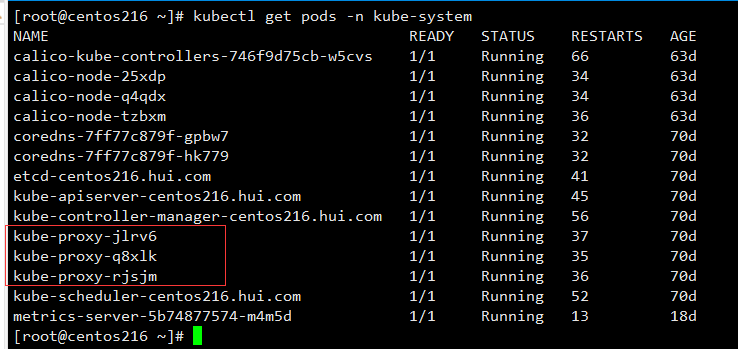 [root@centos216 ~]# kubectl get pods -n kube-system
NAME READY STATUS RESTARTS AGE
calico-kube-controllers-746f9d75cb-w5cvs 1/1 Running 66 63d
calico-node-25xdp 1/1 Running 34 63d
calico-node-q4qdx 1/1 Running 34 63d
calico-node-tzbxm 1/1 Running 36 63d
coredns-7ff77c879f-gpbw7 1/1 Running 32 70d
coredns-7ff77c879f-hk779 1/1 Running 32 70d
etcd-centos216.hui.com 1/1 Running 41 70d
kube-apiserver-centos216.hui.com 1/1 Running 45 70d
kube-controller-manager-centos216.hui.com 1/1 Running 56 70d
kube-proxy-jlrv6 1/1 Running 37 70d
kube-proxy-q8xlk 1/1 Running 35 70d
kube-proxy-rjsjm 1/1 Running 36 70d
kube-scheduler-centos216.hui.com 1/1 Running 52 70d
metrics-server-5b74877574-m4m5d 1/1 Running 13 18d
[root@centos216 ~]#